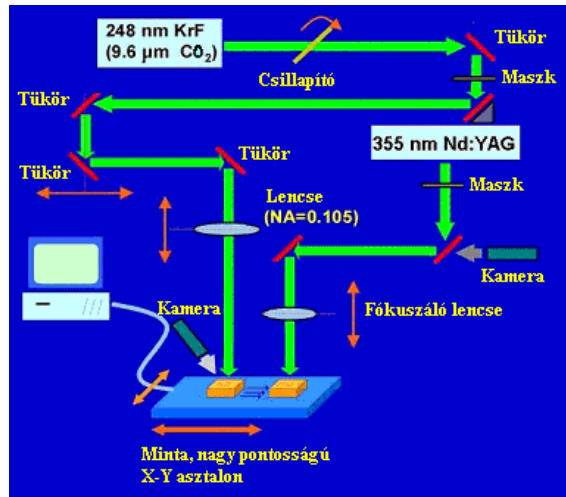 248 nm KrF
(9.6 µm CO₂)
Csillapító
Tükör
Maszk
Tükör
355 nm Nd:YAG
Tükör
Tükör
Maszk
Lencse
(NA=0.105)
Kamera
Kamera
Fókuszáló lencse
Minta, nagy pontosságú
X-Y asztalon